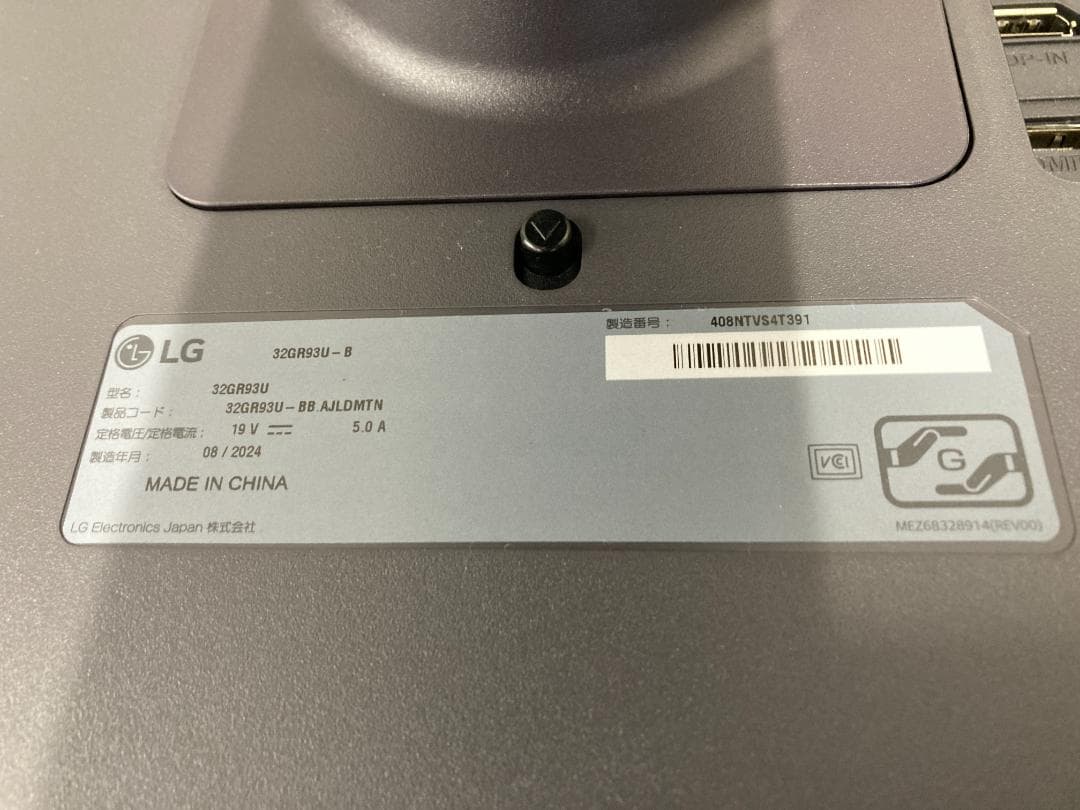 DP-IN
LG 32GR93U-B
製造番号: 408NTVS4T391
型名: 32GR93U
製品コード: 32GR93U-BB.AJLDMTN
定格電圧/定格電流: 19 V ⎓ 5.0 A
製造年月: 08 / 2024
MADE IN CHINA
VCCI
G
LG Electronics Japan 株式会社
MEZ68328914(REV00)